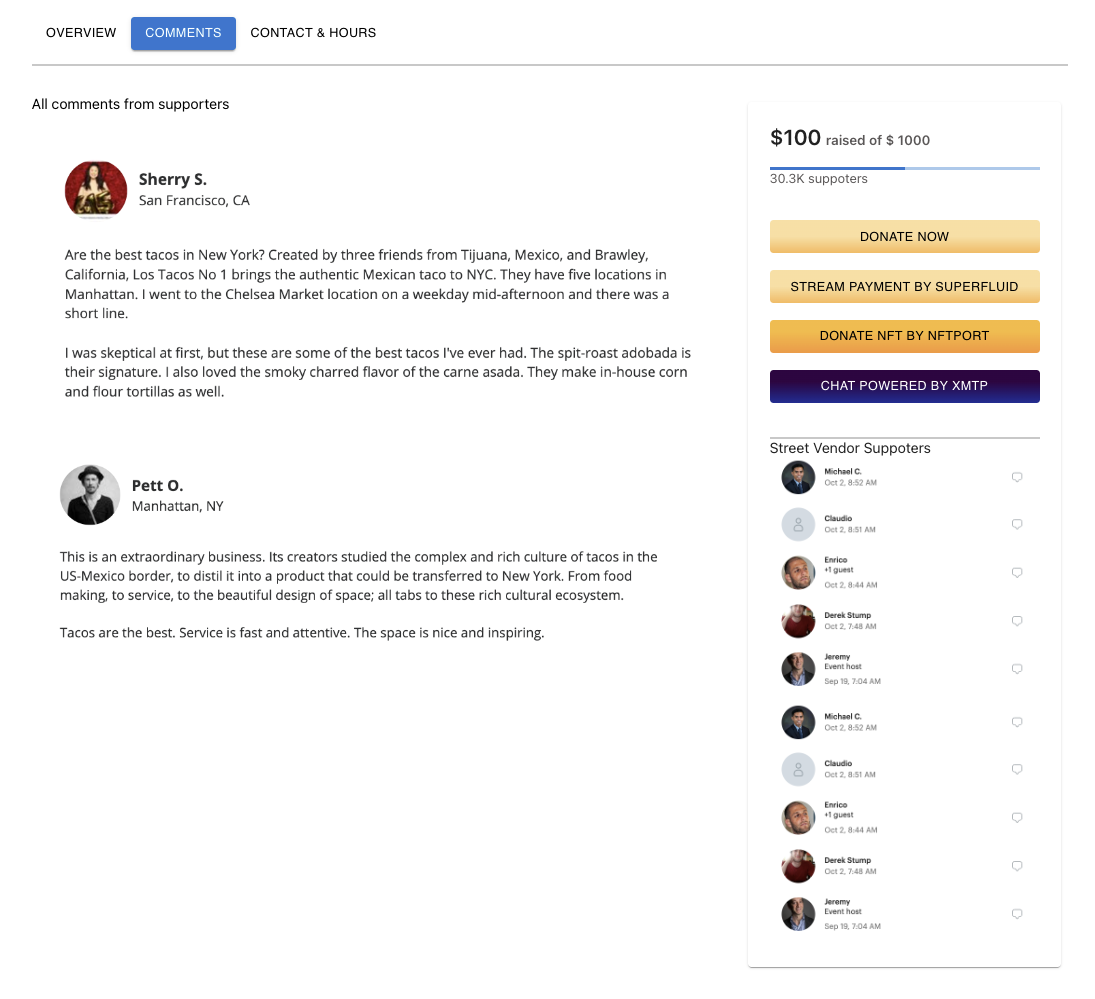 OVERVIEW
COMMENTS
CONTACT & HOURS
All comments from supporters
Sherry S.
San Francisco, CA
Are the best tacos in New York? Created by three friends from Tijuana, Mexico, and Brawley,
California, Los Tacos No 1 brings the authentic Mexican taco to NYC. They have five locations in
Manhattan. I went to the Chelsea Market location on a weekday mid-afternoon and there was a
short line.
I was skeptical at first, but these are some of the best tacos I've ever had. The spit-roast adobada is
their signature. I also loved the smoky charred flavor of the carne asada. They make in-house corn
and flour tortillas as well.
Pett O.
Manhattan, NY
This is an extraordinary business. Its creators studied the complex and rich culture of tacos in the
US-Mexico border, to distil it into a product that could be transferred to New York. From food
making, to service, to the beautiful design of space; all tabs to these rich cultural ecosystem.
Tacos are the best. Service is fast and attentive. The space is nice and inspiring.
$100 raised of $ 1000
30.3K suppoters
DONATE NOW
STREAM PAYMENT BY SUPERFLUID
DONATE NFT BY NFTPORT
CHAT POWERED BY XMTP
Street Vendor Suppoters
Michael C.
Oct 2, 8:52 AM
Claudio
Oct 2, 8:51 AM
Enrico
+1 guest
Oct 2, 8:44 AM
Derek Stump
Oct 2, 7:48 AM
Jeremy
Event host
Sep 19, 7:04 AM
Michael C.
Oct 2, 8:52 AM
Claudio
Oct 2, 8:51 AM
Enrico
+1 guest
Oct 2, 8:44 AM
Derek Stump
Oct 2, 7:48 AM
Jeremy
Event host
Sep 19, 7:04 AM